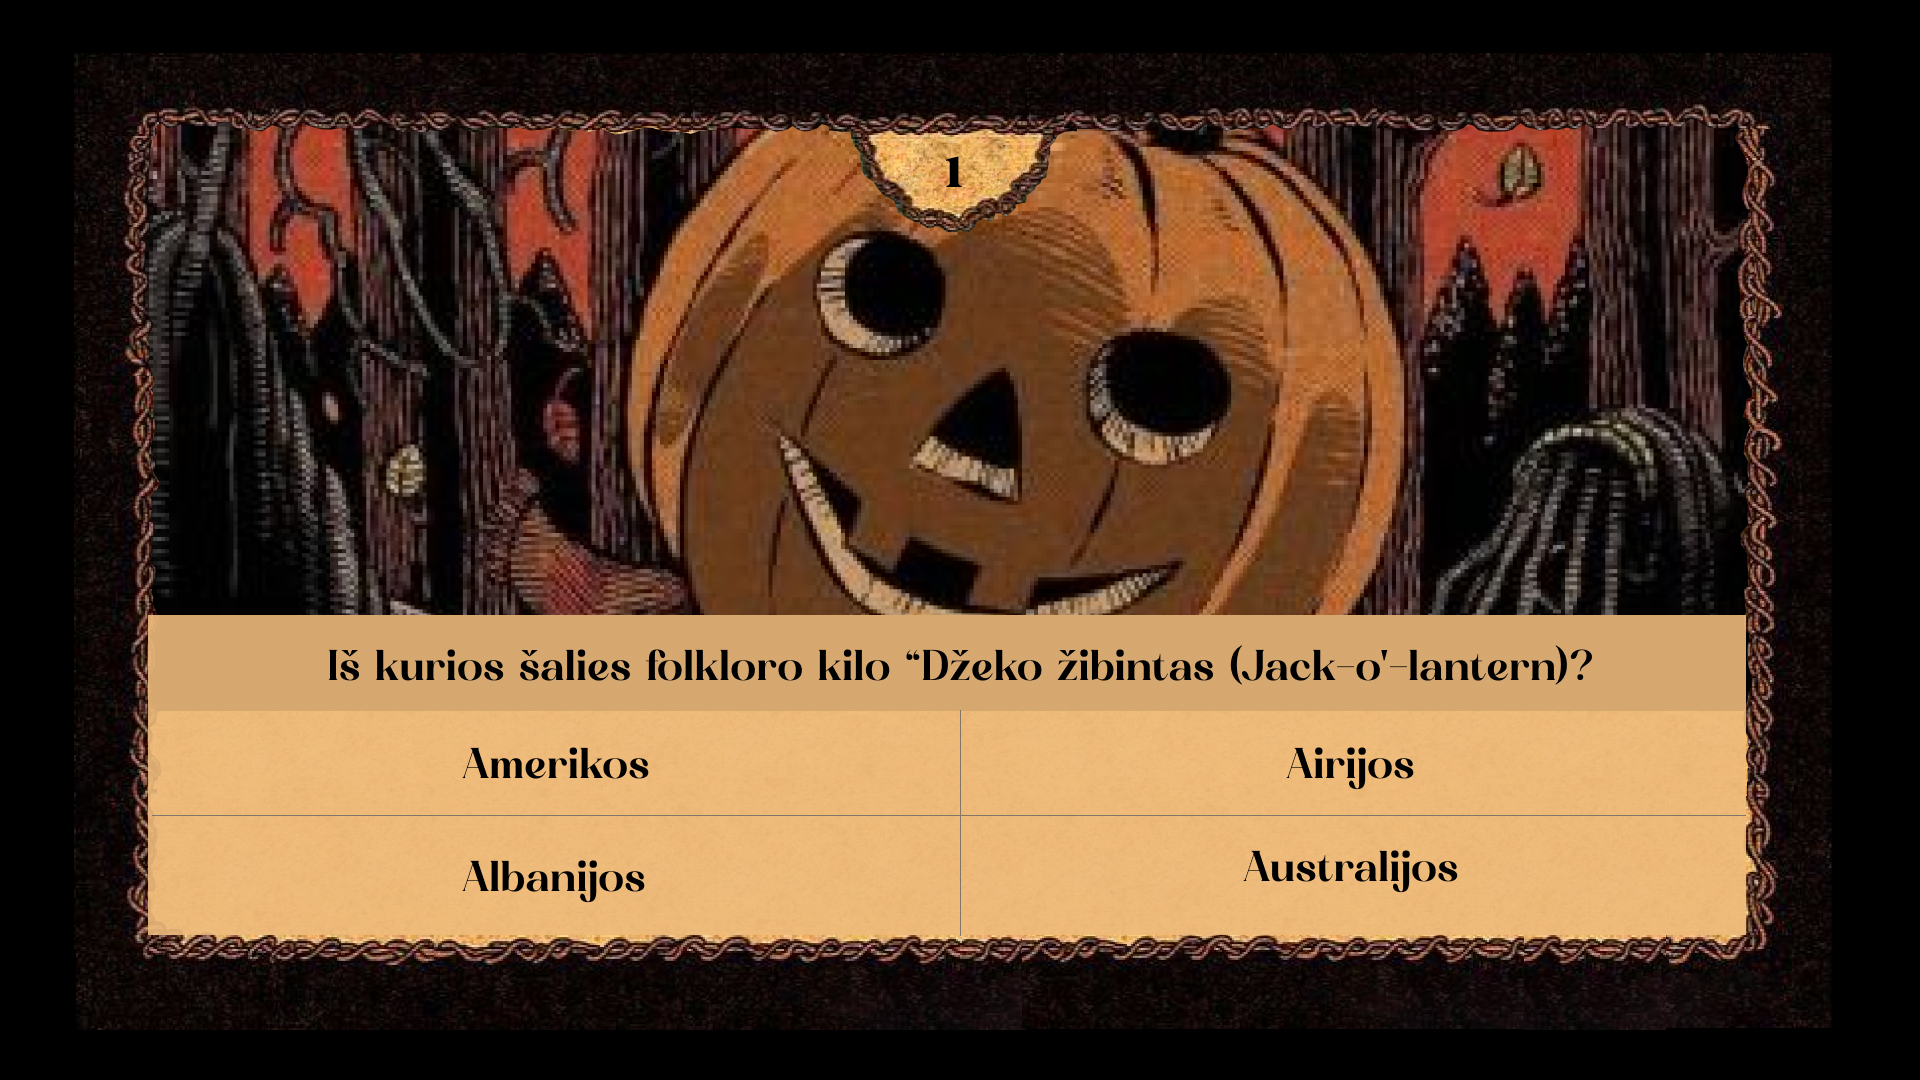 1
Iš kurios šalies folkloro kilo “Džeko žibintas (Jack-o'-lantern)?
Amerikos
Airijos
Albanijos
Australijos